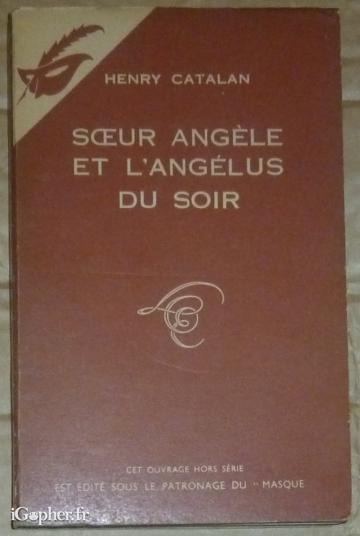 HENRY CATALAN
SŒUR ANGÈLE
ET L'ANGÉLUS
DU SOIR
CET OUVRAGE HORS SÉRIE
EST EDITÉ SOUS LE PATRONAGE DU " MASQUE
iGopher.fr